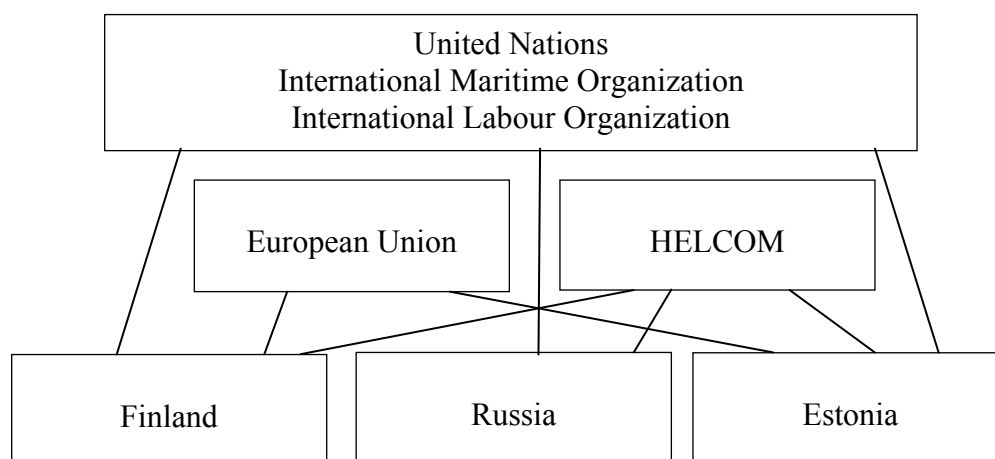 United Nations
International Maritime Organization
International Labour Organization
European Union
HELCOM
Finland
Russia
Estonia